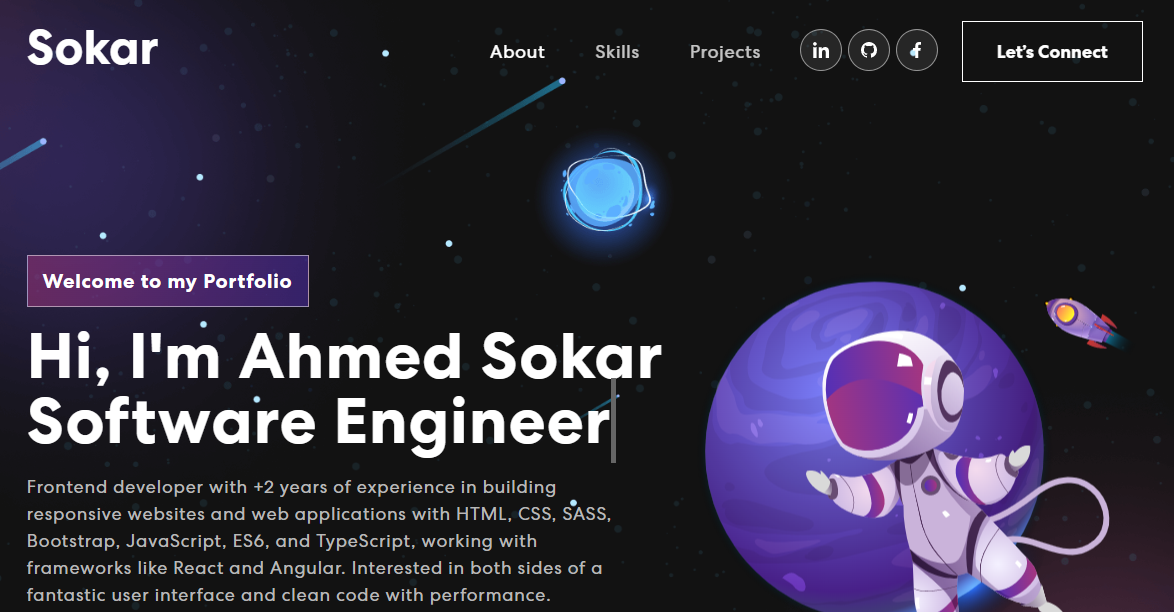 Sokar
About
Skills
Projects
in
f
Let's Connect
Welcome to my Portfolio
Hi, I'm Ahmed Sokar
Software Engineer
Frontend developer with +2 years of experience in building
responsive websites and web applications with HTML, CSS, SASS,
Bootstrap, JavaScript, ES6, and TypeScript, working with
frameworks like React and Angular. Interested in both sides of a
fantastic user interface and clean code with performance.